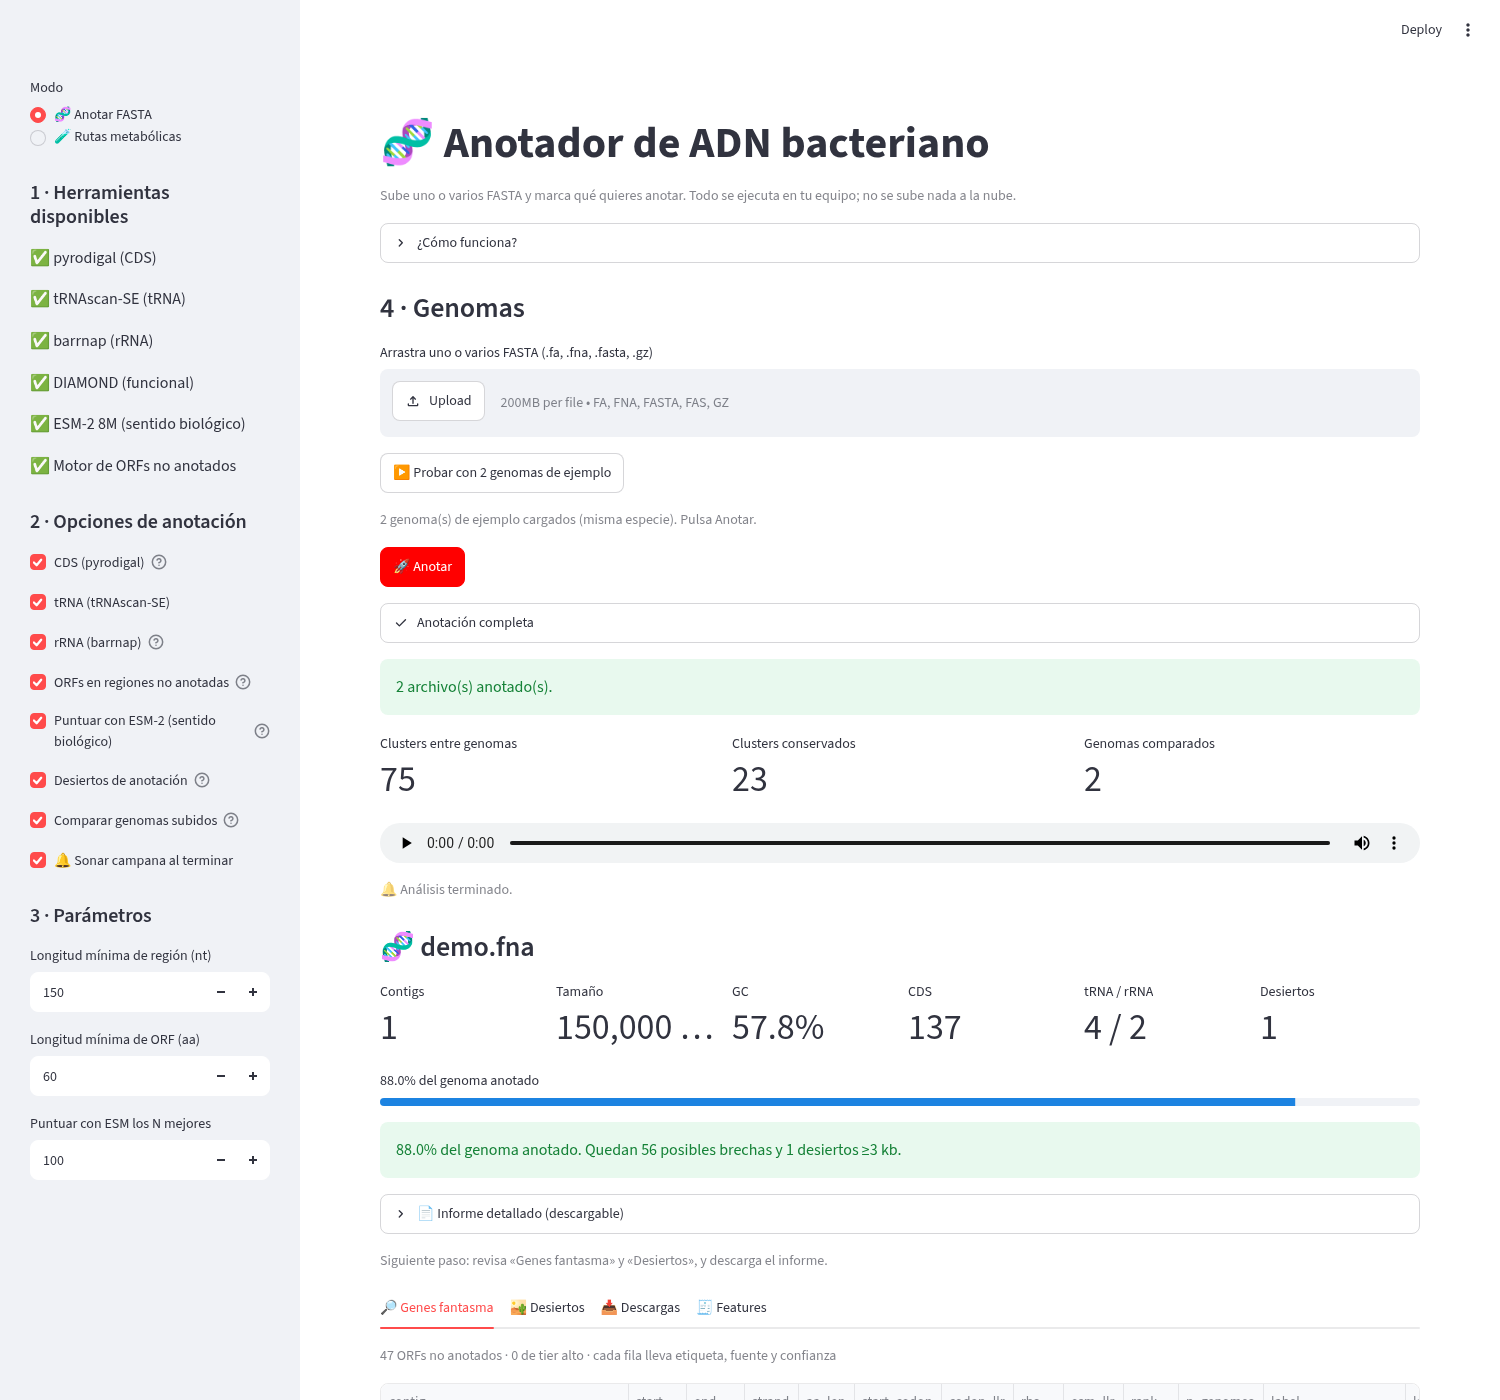 Deploy
Modo
Anotar FASTA
Rutas metabólicas
1 · Herramientas
disponibles
pyrodigal (CDS)
tRNAscan-SE (tRNA)
barrnap (rRNA)
DIAMOND (funcional)
ESM-2 8M (sentido biológico)
Motor de ORFs no anotados
2 · Opciones de anotación
CDS (pyrodigal)
tRNA (tRNAscan-SE)
rRNA (barrnap)
ORFs en regiones no anotadas
Puntuar con ESM-2 (sentido
biológico)
Desiertos de anotación
Comparar genomas subidos
Sonar campana al terminar
3 · Parámetros
Longitud mínima de región (nt)
150
Longitud mínima de ORF (aa)
60
Puntuar con ESM los N mejores
100
Anotador de ADN bacteriano
Sube uno o varios FASTA y marca qué quieres anotar. Todo se ejecuta en tu equipo; no se sube nada a la nube.
¿Cómo funciona?
4 · Genomas
Arrastra uno o varios FASTA (.fa, .fna, .fasta, .gz)
Upload 200MB per file • FA, FNA, FASTA, FAS, GZ
Probar con 2 genomas de ejemplo
2 genoma(s) de ejemplo cargados (misma especie). Pulsa Anotar.
Anotar
Anotación completa
2 archivo(s) anotado(s).
Clusters entre genomas Clusters conservados Genomas comparados
75 23 2
0:00 / 0:00
Análisis terminado.
demo.fna
Contigs Tamaño GC CDS tRNA / rRNA Desiertos
1 150,000 … 57.8% 137 4 / 2 1
88.0% del genoma anotado
88.0% del genoma anotado. Quedan 56 posibles brechas y 1 desiertos ≥3 kb.
Informe detallado (descargable)
Siguiente paso: revisa «Genes fantasma» y «Desiertos», y descarga el informe.
Genes fantasma Desiertos Descargas Features
47 ORFs no anotados · 0 de tier alto · cada fila lleva etiqueta, fuente y confianza